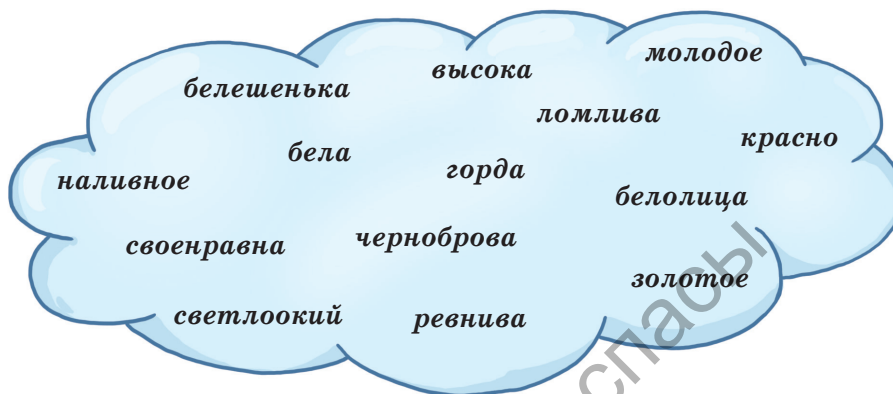 молодое
высока
белешенька
ломлива
красно
бела
горда
наливное
белолица
черноброва
своенравна
золотое
светлоокий
ревнива
спасы